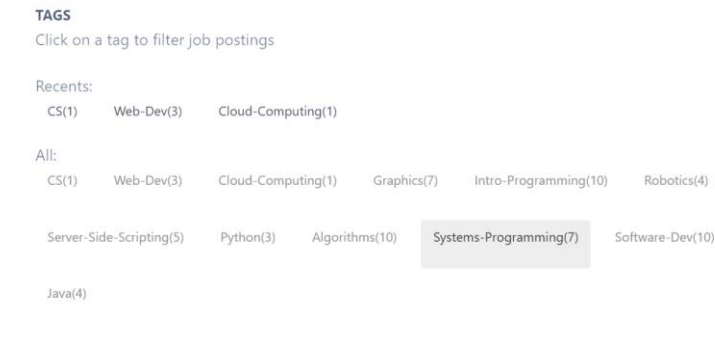 TAGS
Click on a tag to filter job postings
Recents:
CS(1) Web-Dev(3) Cloud-Computing(1)
All:
CS(1) Web-Dev(3) Cloud-Computing(1) Graphics(7) Intro-Programming(10) Robotics(4)
Server-Side-Scripting(5) Python(3) Algorithms(10) Systems-Programming(7) Software-Dev(10)
Java(4)